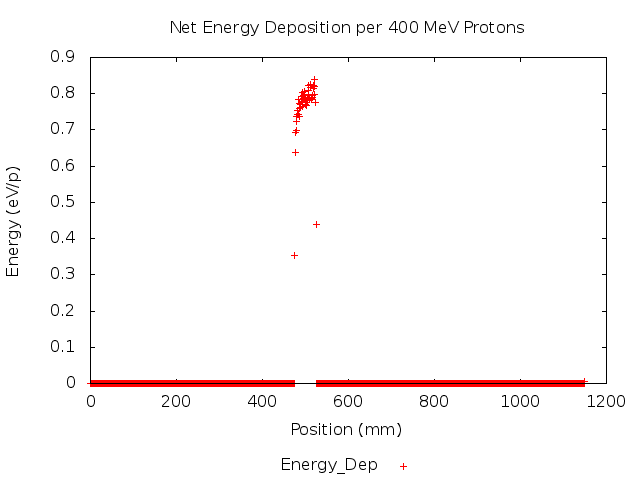 Net Energy Deposition per 400 MeV Protons
0.9
0.8
0.7
0.6
0.5
0.4
0.3
0.2
0.1
0
Energy (eV/p)
0 200 400 600 800 1000 1200
Position (mm)
Energy_Dep